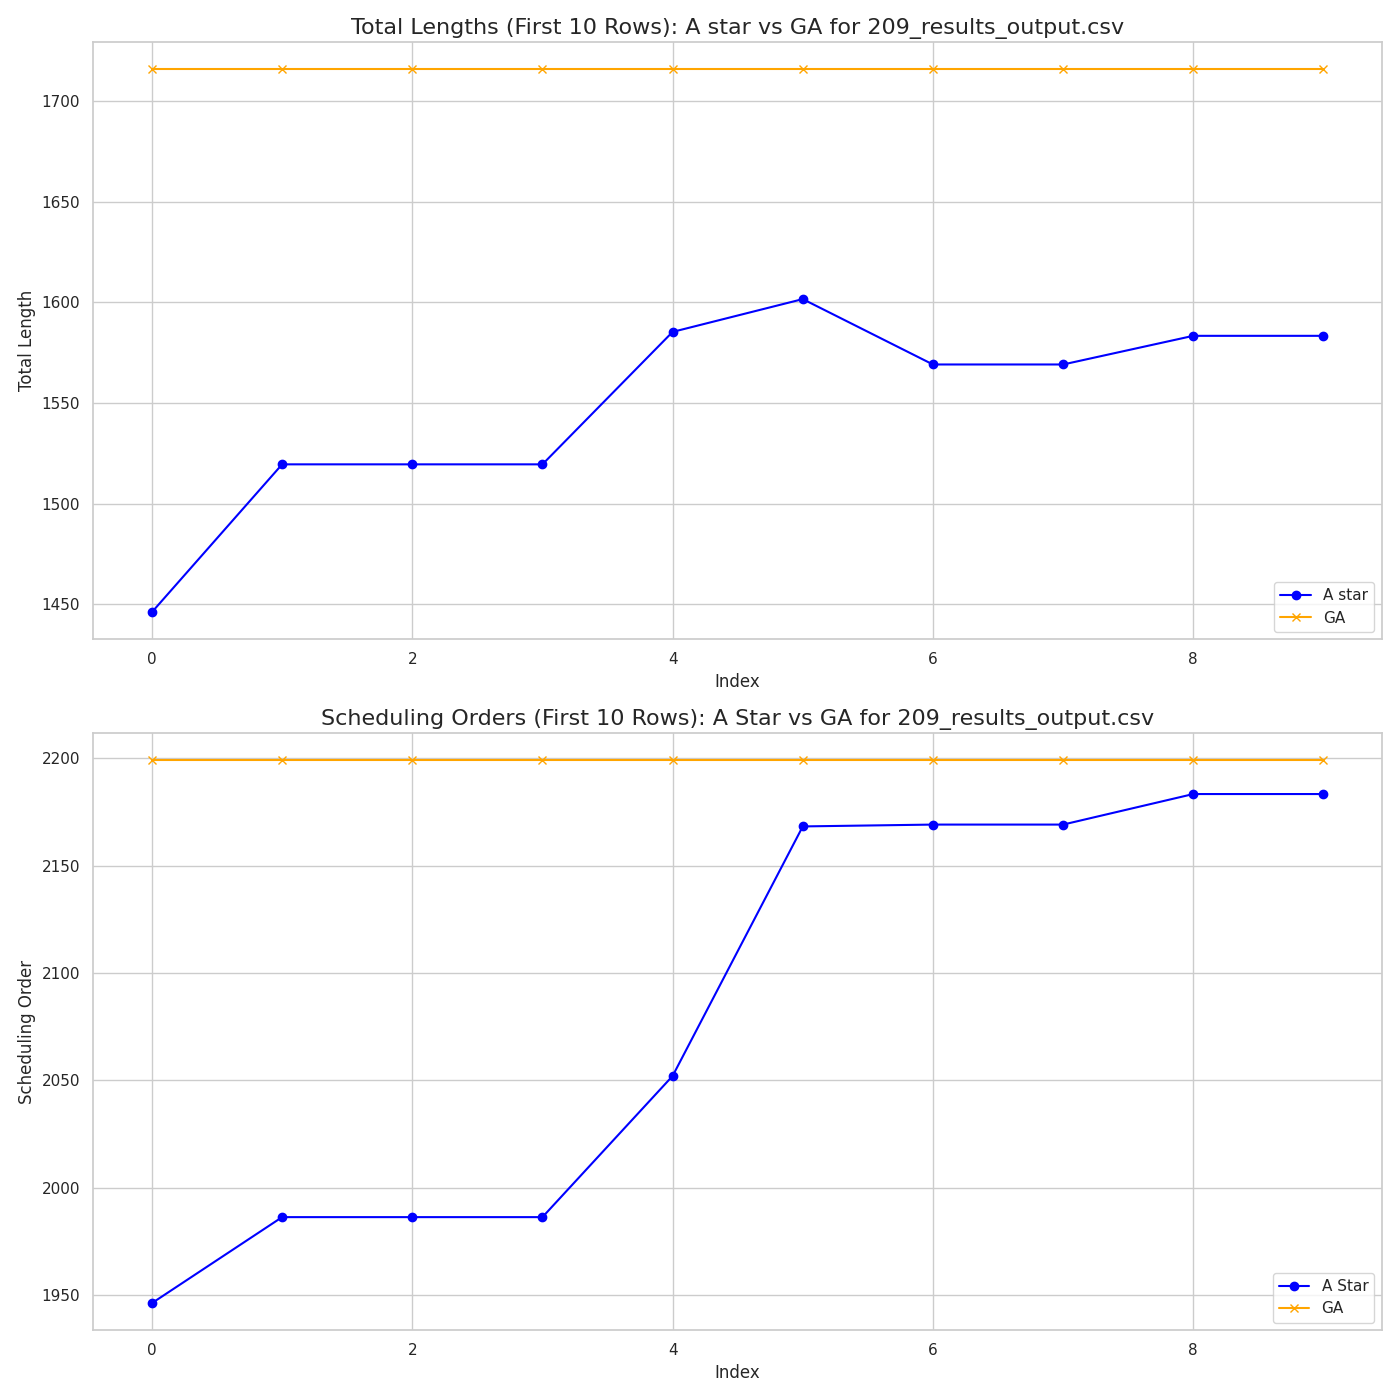 Total Lengths (First 10 Rows): A star vs GA for 209_results_output.csv
1700
1650
1600
1550
1500
1450
Total Length
A star
GA
0 2 4 6 8
Index
Scheduling Orders (First 10 Rows): A Star vs GA for 209_results_output.csv
2200
2150
2100
2050
2000
1950
Scheduling Order
A Star
GA
0 2 4 6 8
Index